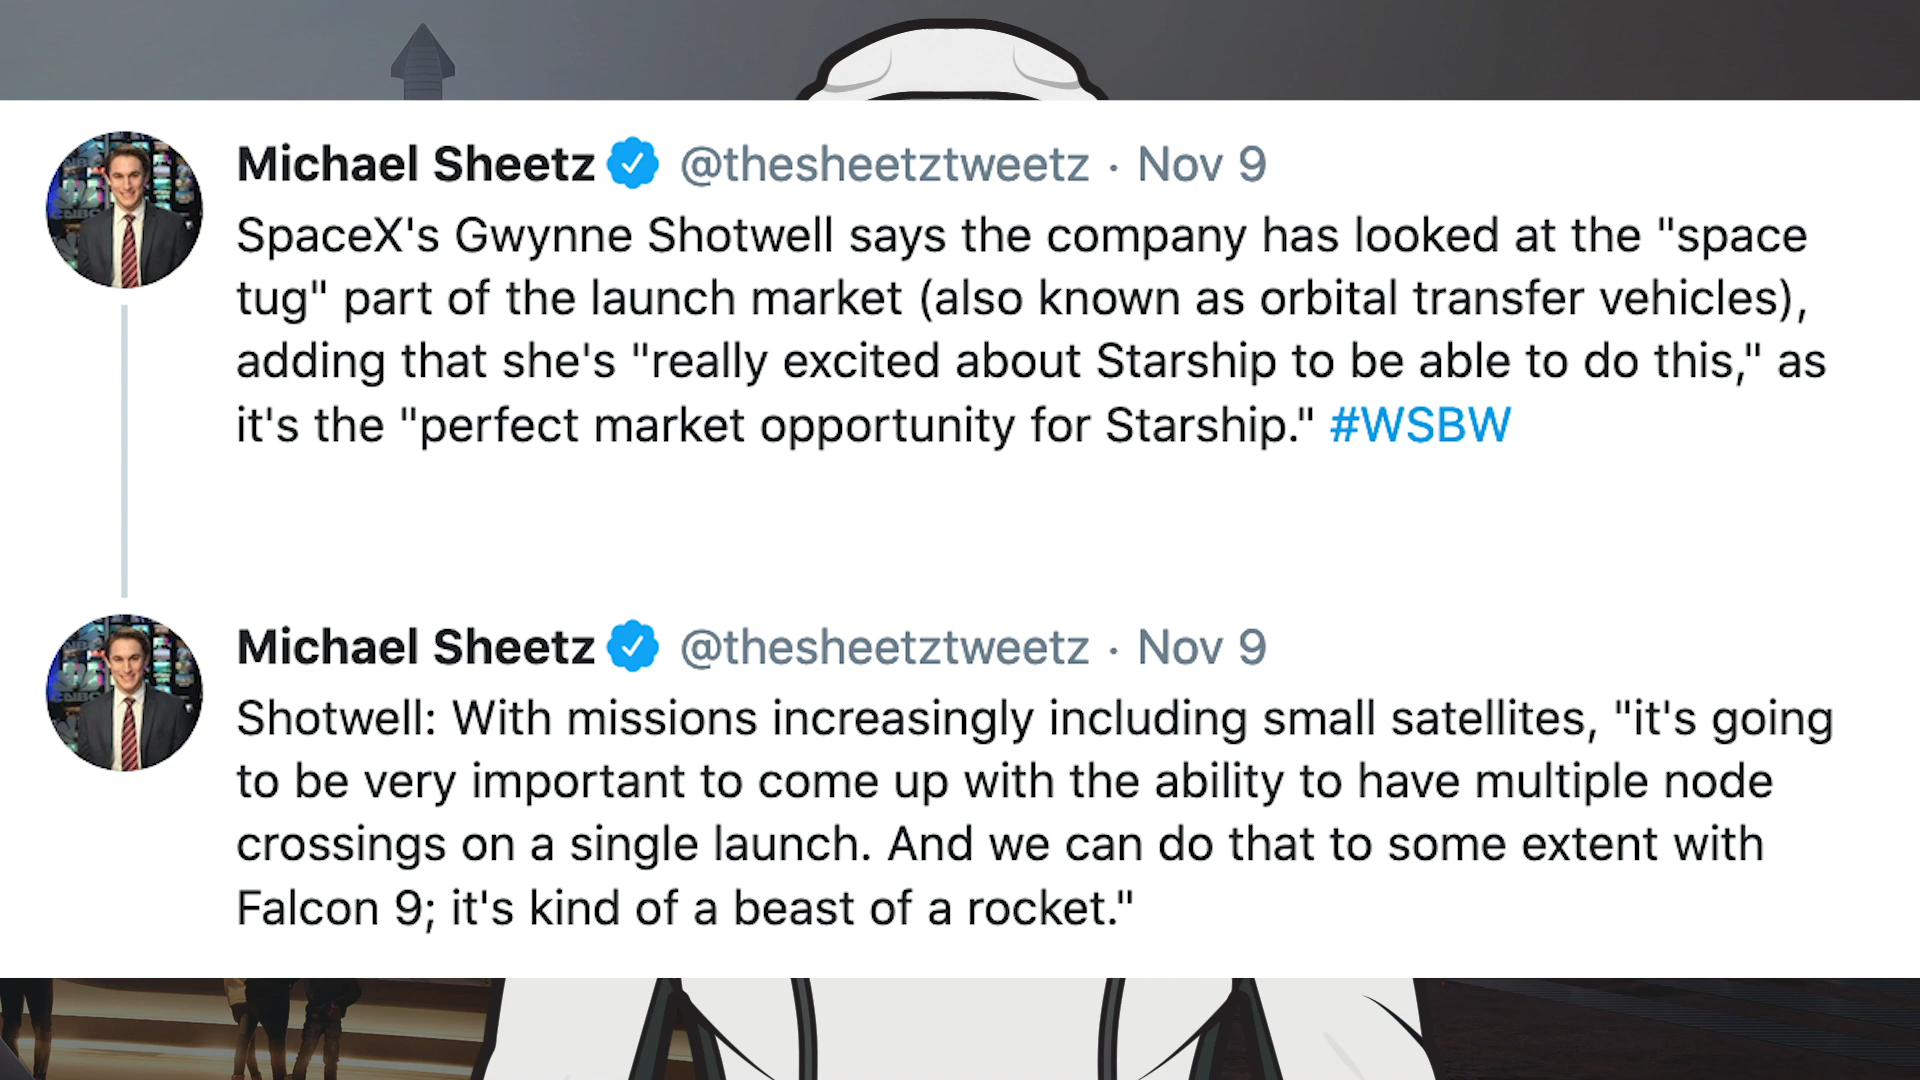 Michael Sheetz @thesheetztweetz · Nov 9
SpaceX's Gwynne Shotwell says the company has looked at the "space
tug" part of the launch market (also known as orbital transfer vehicles),
adding that she's "really excited about Starship to be able to do this," as
it's the "perfect market opportunity for Starship." #WSBW
Michael Sheetz @thesheetztweetz · Nov 9
Shotwell: With missions increasingly including small satellites, "it's going
to be very important to come up with the ability to have multiple node
crossings on a single launch. And we can do that to some extent with
Falcon 9; it's kind of a beast of a rocket."